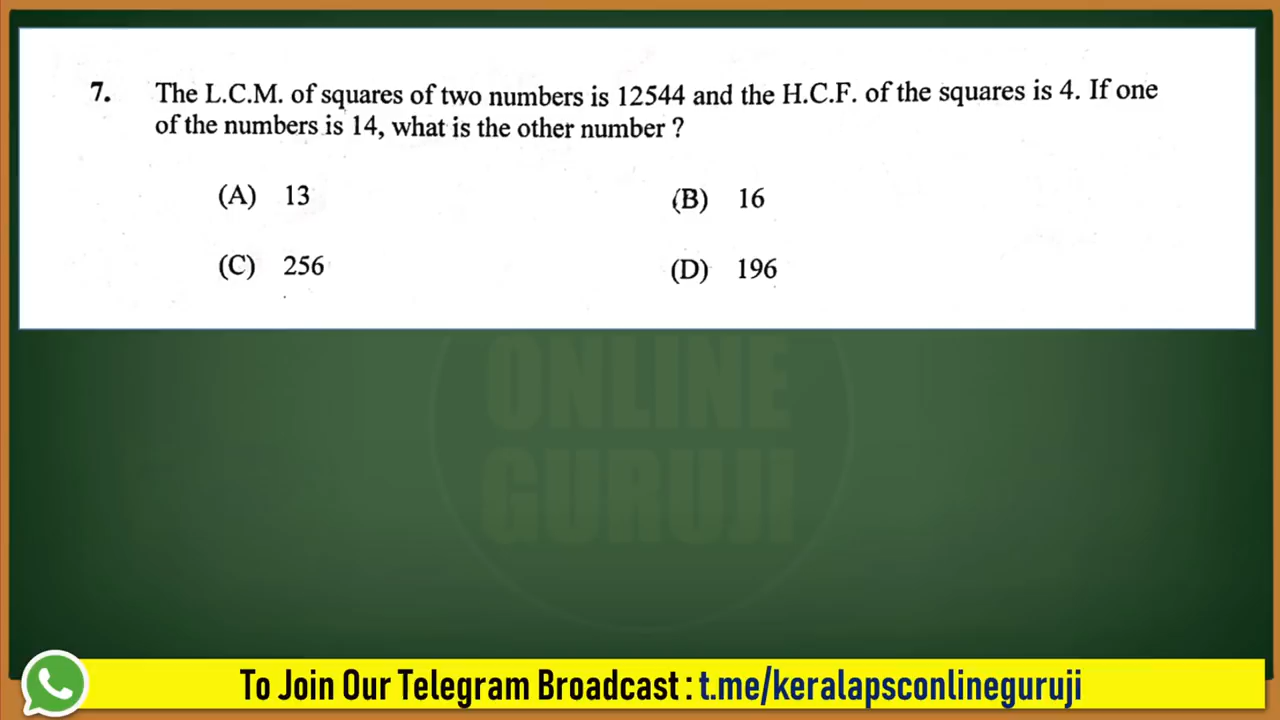 7. The L.C.M. of squares of two numbers is 12544 and the H.C.F. of the squares is 4. If one
of the numbers is 14, what is the other number ?
(A) 13 (B) 16
(C) 256 (D) 196
ONLINE
GURUJI
To Join Our Telegram Broadcast : t.me/keralapsconlineguruji